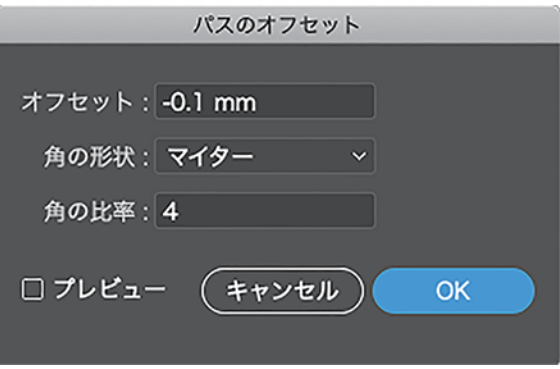 パスのオフセット
オフセット : -0.1 mm
角の形状 : マイター
角の比率 : 4
プレビュー キャンセル OK